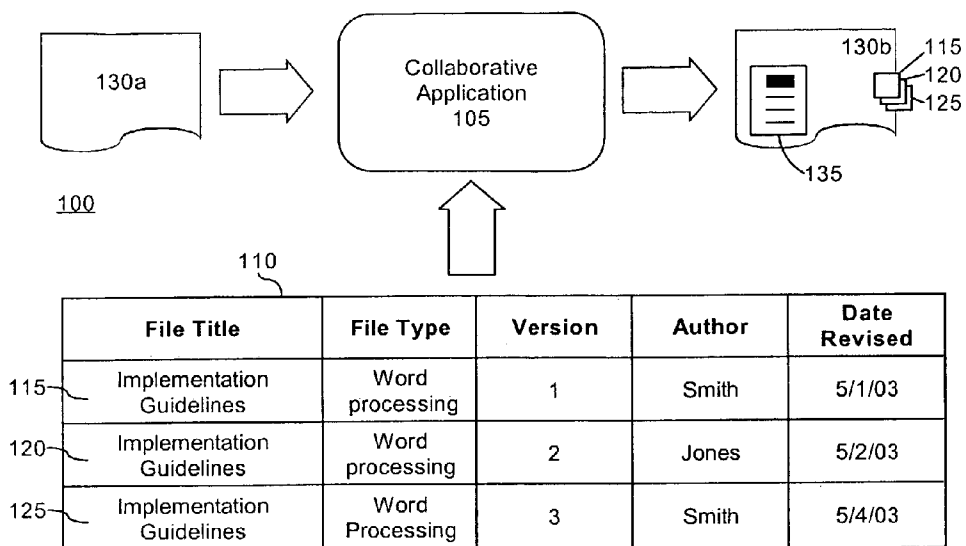 130a
Collaborative
Application
105
130b
115
120
125
135
100
110
File Title
File Type
Version
Author
Date
Revised
115
Implementation
Guidelines
Word
processing
1
Smith
5/1/03
120
Implementation
Guidelines
Word
processing
2
Jones
5/2/03
125
Implementation
Guidelines
Word
Processing
3
Smith
5/4/03